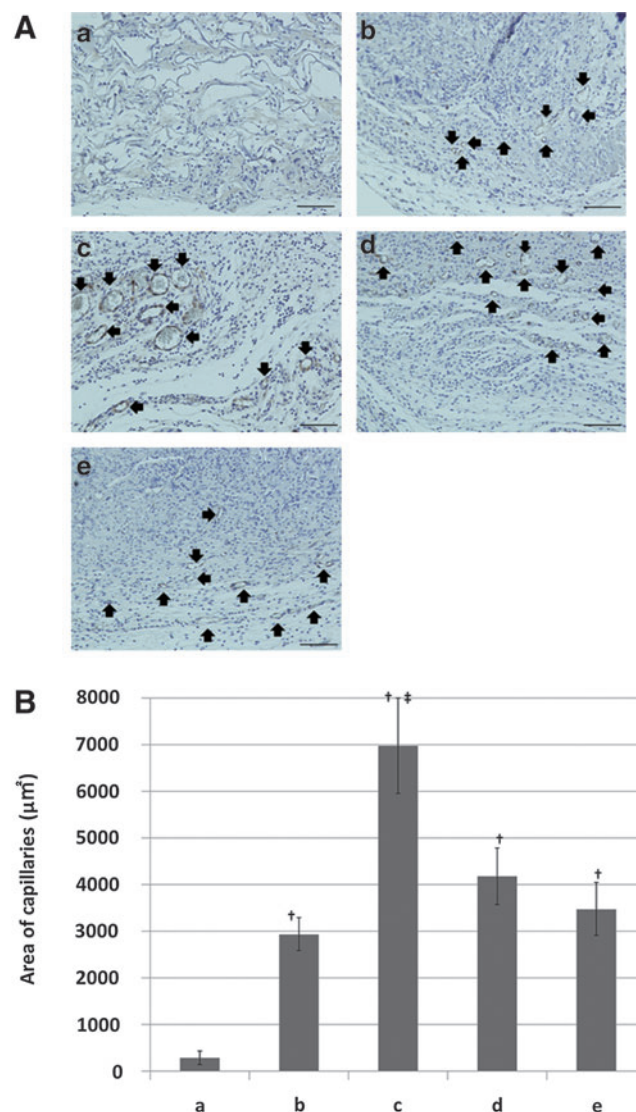 A
a
b
c
d
e
B
8000
7000
6000
5000
4000
3000
2000
1000
0
Area of capillaries (μm²)
†
† ‡
†
†
a b c d e